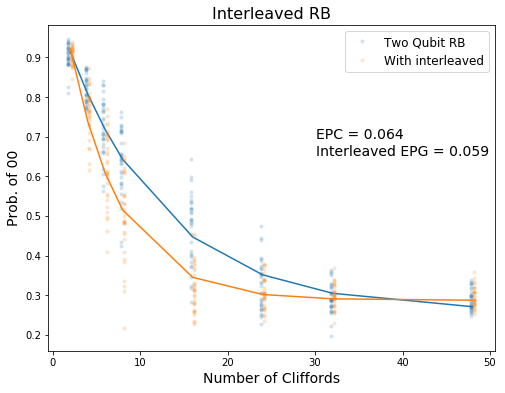 Interleaved RB
Two Qubit RB
With interleaved
EPC = 0.064
Interleaved EPG = 0.059
Prob. of 00
0.9
0.8
0.7
0.6
0.5
0.4
0.3
0.2
0 10 20 30 40 50
Number of Cliffords